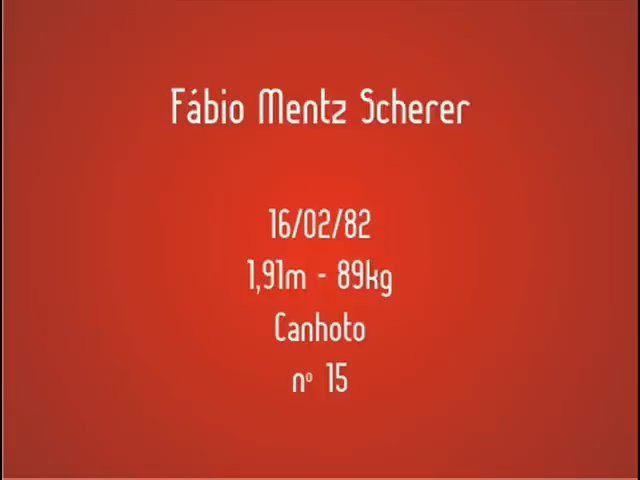 Fábio Mentz Scherer
16/02/82
1,91m - 89kg
Canhoto
nº 15